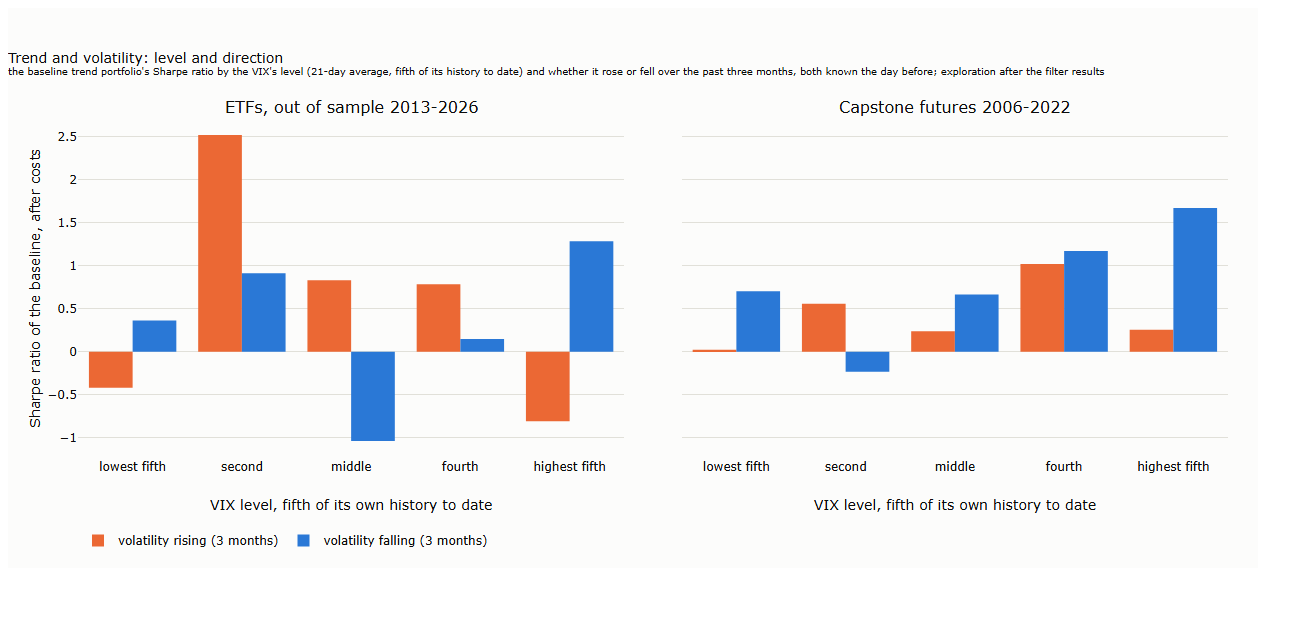 Trend and volatility: level and direction
the baseline trend portfolio's Sharpe ratio by the VIX's level (21-day average, fifth of its history to date) and whether it rose or fell over the past three months, both known the day before; exploration after the filter results
ETFs, out of sample 2013-2026
Capstone futures 2006-2022
Sharpe ratio of the baseline, after costs
2.5
2
1.5
1
0.5
0
−0.5
−1
lowest fifth second middle fourth highest fifth
lowest fifth second middle fourth highest fifth
VIX level, fifth of its own history to date
VIX level, fifth of its own history to date
volatility rising (3 months) volatility falling (3 months)